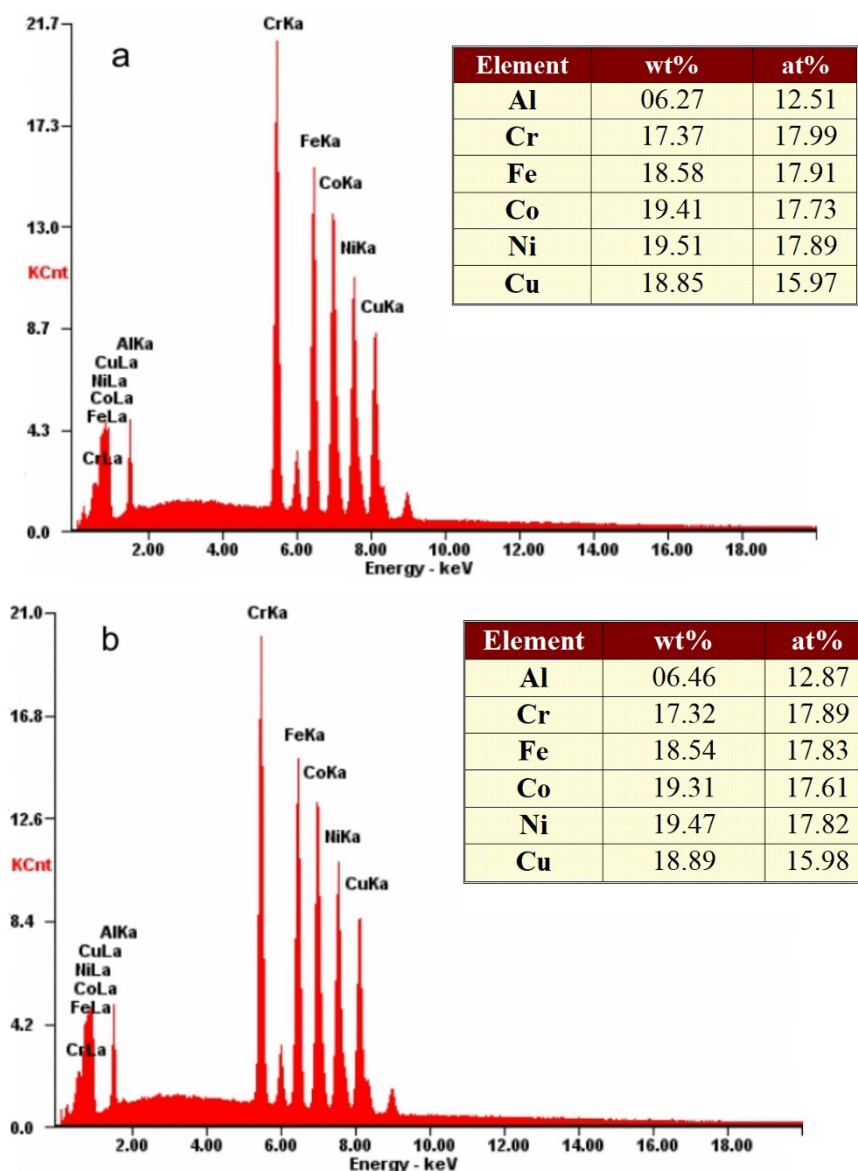 a
21.7
17.3
13.0
KCnt
8.7
4.3
0.0
CrKa
FeKa
CoKa
NiKa
CuKa
AlKa
CuLa
NiLa
CoLa
FeLa
CrLa
2.00 4.00 6.00 8.00 10.00 12.00 14.00 16.00 18.00
Energy - keV
Element wt% at%
Al 06.27 12.51
Cr 17.37 17.99
Fe 18.58 17.91
Co 19.41 17.73
Ni 19.51 17.89
Cu 18.85 15.97
b
21.0
16.8
12.6
KCnt
8.4
4.2
0.0
CrKa
FeKa
CoKa
NiKa
CuKa
AlKa
CuLa
NiLa
CoLa
FeLa
CrLa
2.00 4.00 6.00 8.00 10.00 12.00 14.00 16.00 18.00
Energy - keV
Element wt% at%
Al 06.46 12.87
Cr 17.32 17.89
Fe 18.54 17.83
Co 19.31 17.61
Ni 19.47 17.82
Cu 18.89 15.98